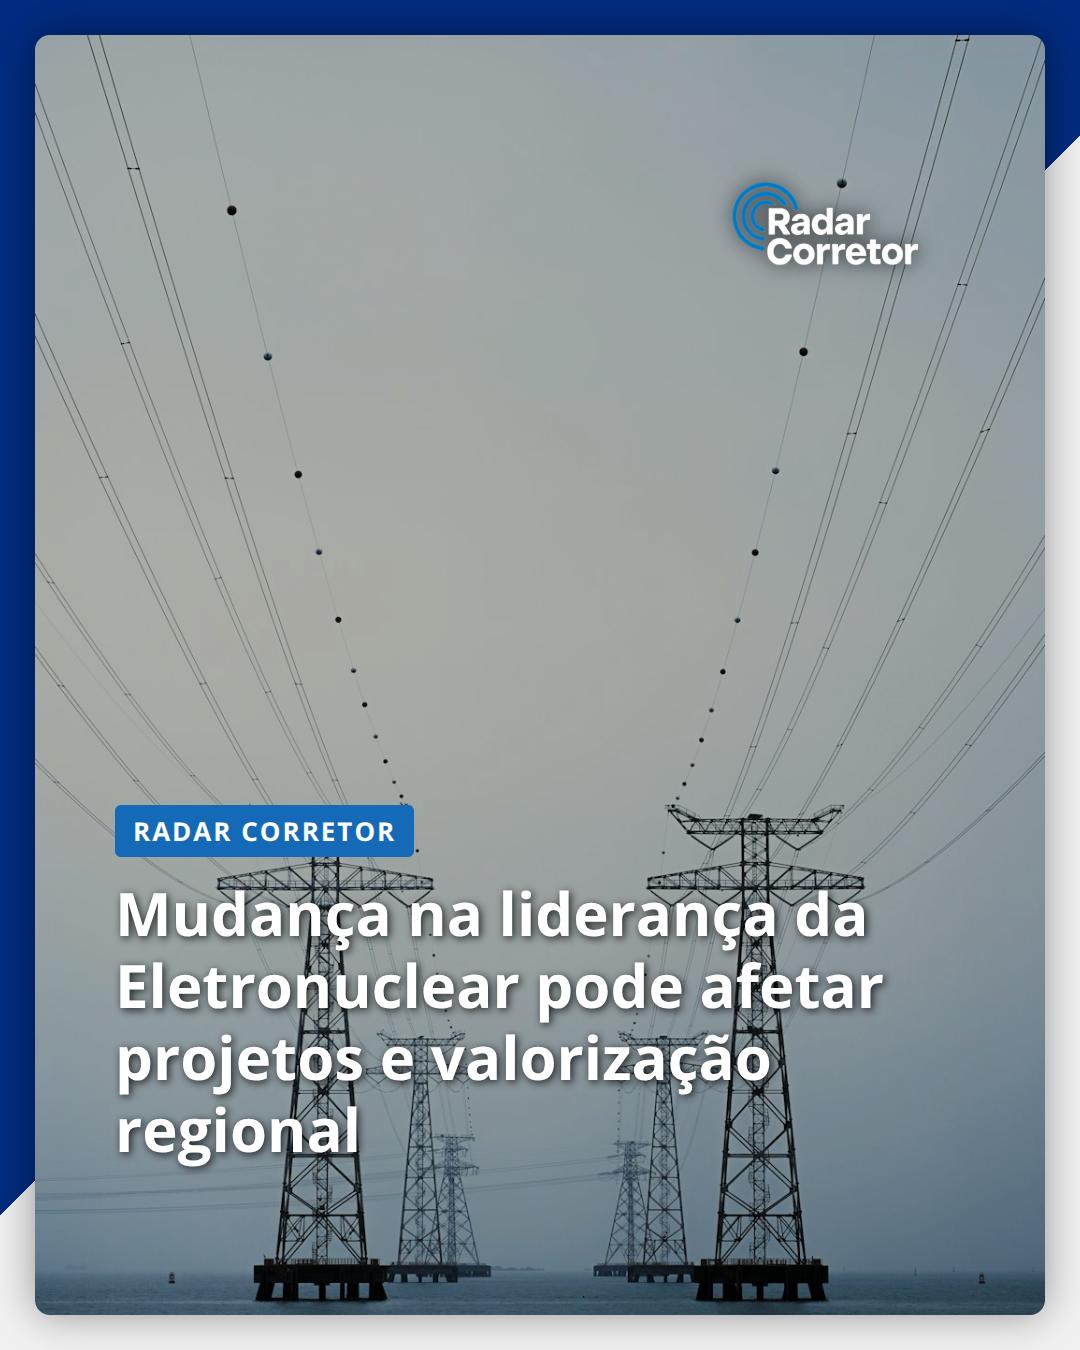 Radar
Corretor
RADAR CORRETOR
Mudança na liderança da
Eletronuclear pode afetar
projetos e valorização
regional